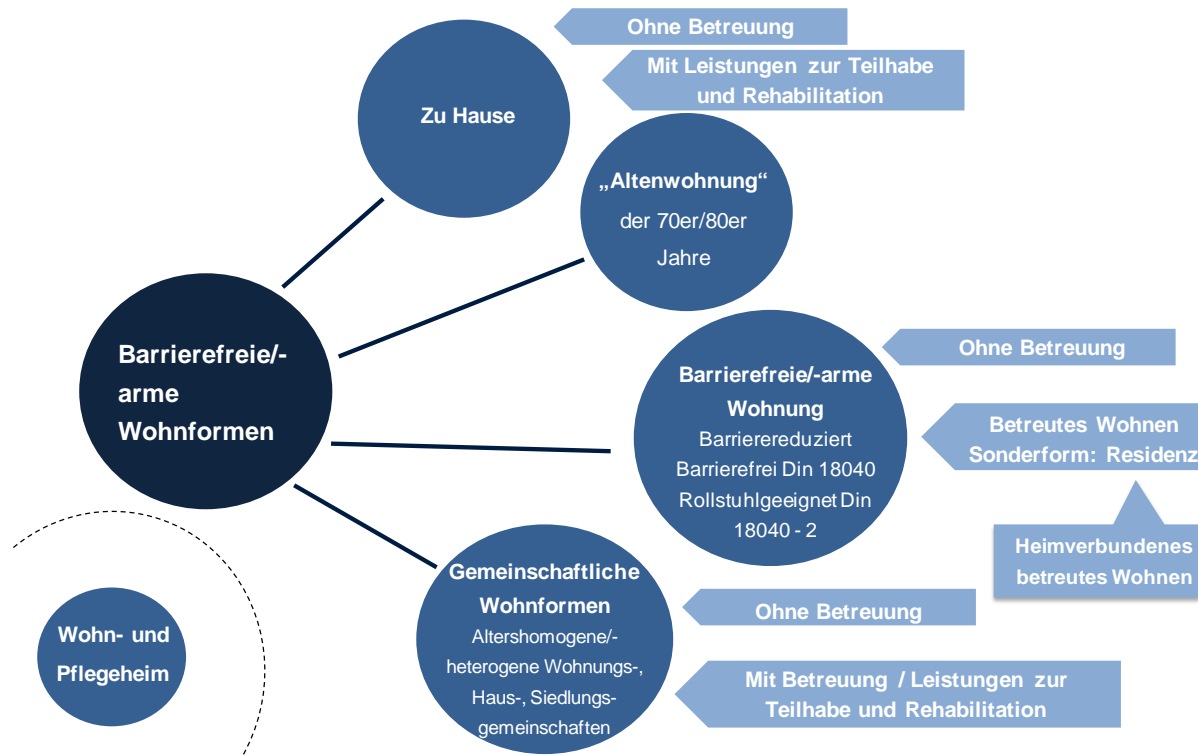 Ohne Betreuung
Mit Leistungen zur Teilhabe
und Rehabilitation
Zu Hause
„Altenwohnung“
der 70er/80er
Jahre
Barrierefreie/-
arme
Wohnformen
Ohne Betreuung
Barrierefreie/-arme
Wohnung
Barrierereduziert
Barrierefrei Din 18040
Rollstuhlgeeignet Din
18040 - 2
Betreutes Wohnen
Sonderform: Residenz
Heimverbundenes
betreutes Wohnen
Gemeinschaftliche
Wohnformen
Altershomogene/-
heterogene Wohnungs-,
Haus-, Siedlungs-
gemeinschaften
Ohne Betreuung
Mit Betreuung / Leistungen zur
Teilhabe und Rehabilitation
Wohn- und
Pflegeheim